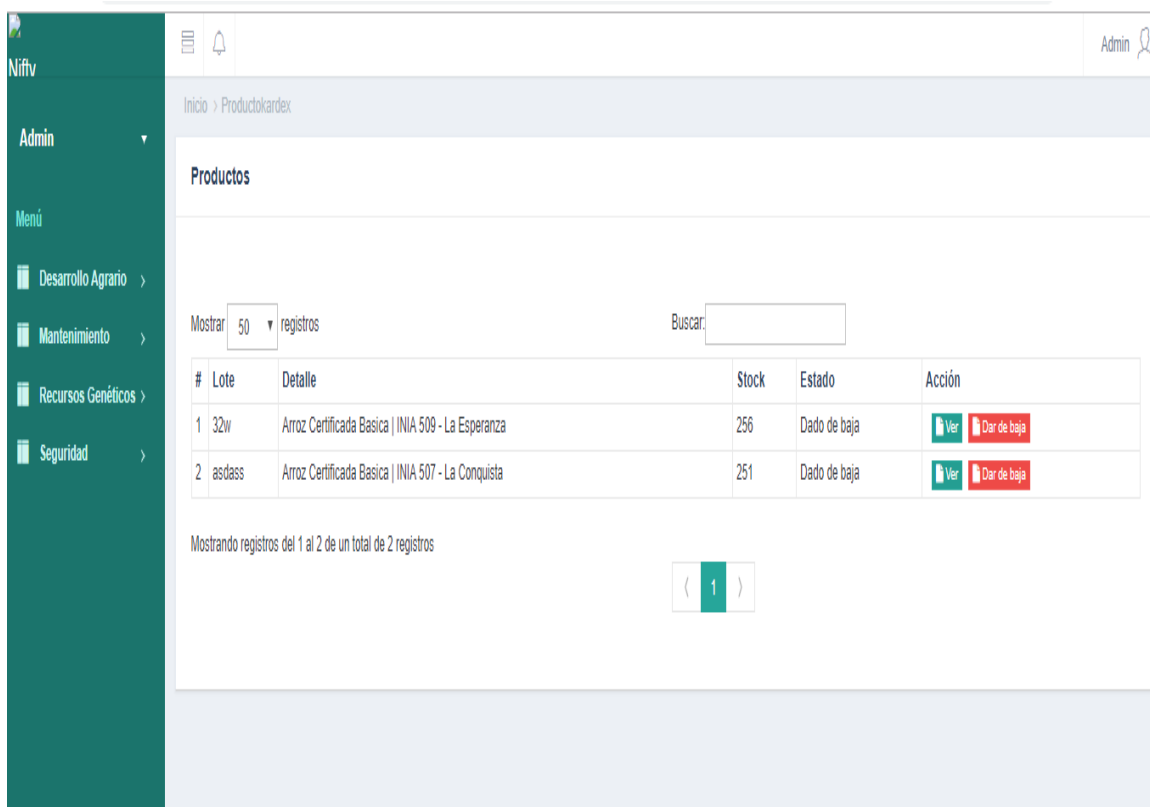 Nifty
Admin
Inicio > Productokardex
Admin
Productos
Menú
Desarrollo Agrario
Mantenimiento
Recursos Genéticos
Seguridad
Mostrar 50 registros
Buscar:
# Lote Detalle Stock Estado Acción
1 32w Arroz Certificada Basica | INIA 509 - La Esperanza 256 Dado de baja Ver Dar de baja
2 asdass Arroz Certificada Basica | INIA 507 - La Conquista 251 Dado de baja Ver Dar de baja
Mostrando registros del 1 al 2 de un total de 2 registros
1